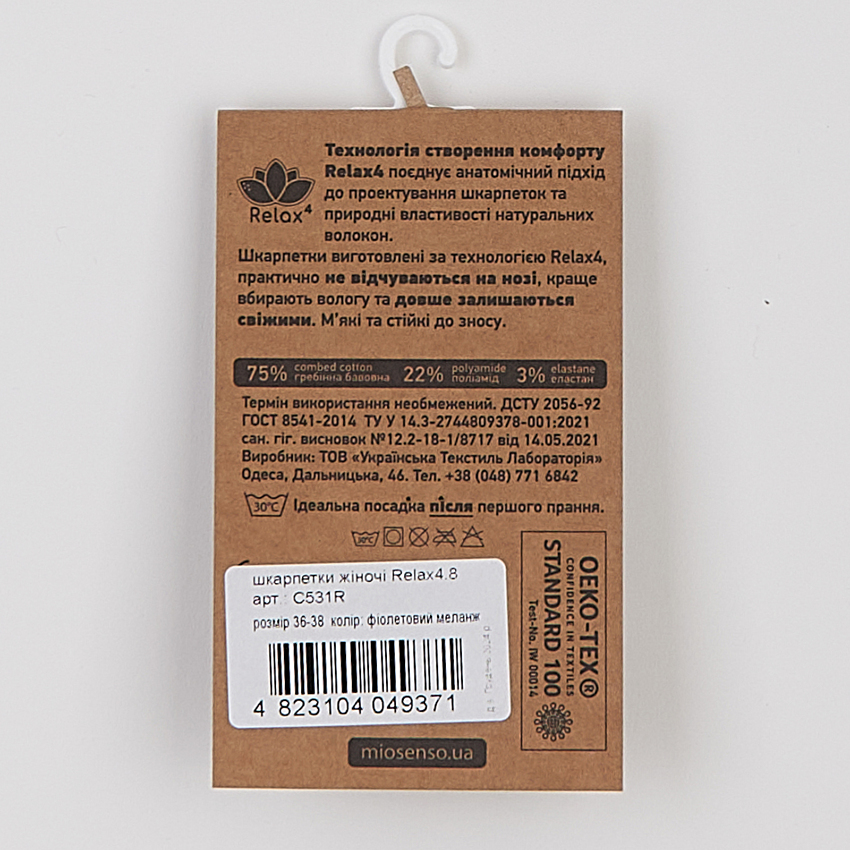 Технологія створення комфорту
Relax4 поєднує анатомічний підхід
до проектування шкарпеток та
природні властивості натуральних
волокон.
Relax4
Шкарпетки виготовлені за технологією Relax4,
практично не відчуваються на нозі, краще
вбирають вологу та довше залишаються
свіжими. М'які та стійкі до зносу.
75% combed cotton гребінна бавовна 22% polyamide поліамід 3% elastane еластан
Термін використання необмежений. ДСТУ 2056-92
ГОСТ 8541-2014 ТУ У 14.3-2744809378-001:2021
сан. гіг. висновок №12.2-18-1/8717 від 14.05.2021
Виробник: ТОВ «Українська Текстиль Лабораторія»
Одеса, Дальницька, 46. Тел. +38 (048) 771 6842
30°C Ідеальна посадка після першого прання.
30°C
OEKO-TEX®
CONFIDENCE IN TEXTILES
STANDARD 100
Test-No. IW 00014
шкарпетки жіночі Relax4.8
арт.: C531R
розмір 36-38 колір: фіолетовий меланж
4 823104 049371
miosenso.ua